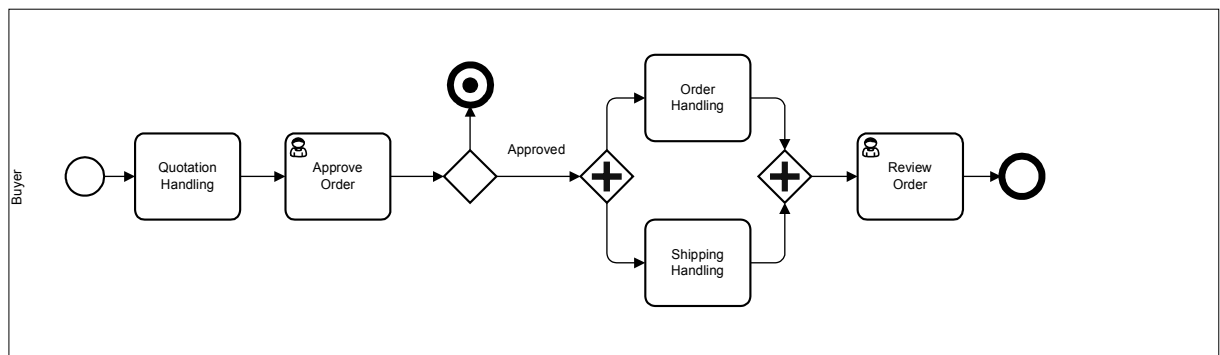 Buyer
Quotation
Handling
Approve
Order
Approved
Order
Handling
Shipping
Handling
Review
Order